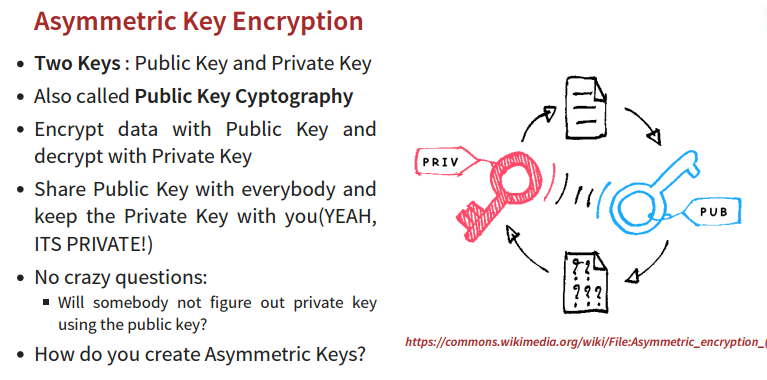 Asymmetric Key Encryption
• Two Keys : Public Key and Private Key
• Also called Public Key Cyptography
• Encrypt data with Public Key and
decrypt with Private Key
• Share Public Key with everybody and
keep the Private Key with you(YEAH,
ITS PRIVATE!)
• No crazy questions:
▪ Will somebody not figure out private key
using the public key?
• How do you create Asymmetric Keys?
PRIV
PUB
? ?
? ? ?
https://commons.wikimedia.org/wiki/File:Asymmetric_encryption_(